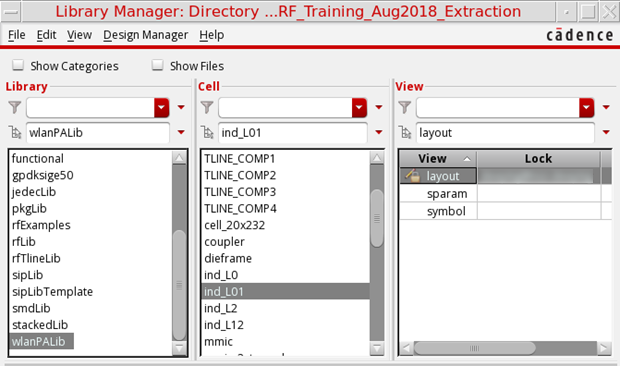 Library Manager: Directory ...RF_Training_Aug2018_Extraction
File Edit View Design Manager Help
cādence
Show Categories Show Files
Library Cell View
wlanPALib ind_L01 layout
functional
gpdksige50
jedecLib
pkgLib
rfExamples
rfLib
rfTlineLib
sipLib
sipLibTemplate
smdLib
stackedLib
wlanPALib
TLINE_COMP1
TLINE_COMP2
TLINE_COMP3
TLINE_COMP4
cell_20x232
coupler
dieframe
ind_L0
ind_L01
ind_L2
ind_L12
mmic
View Lock
layout
sparam
symbol